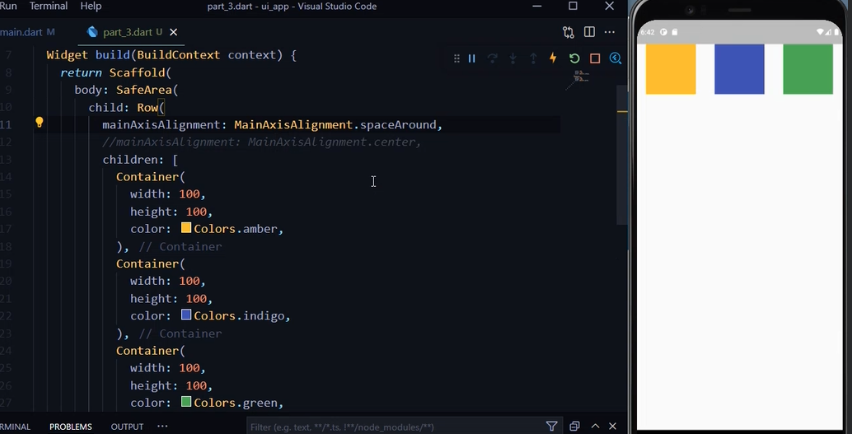 Run Terminal Help part_3.dart - ui_app - Visual Studio Code
main.dart M part_3.dart U
7 Widget build(BuildContext context) {
8 return Scaffold(
9 body: SafeArea(
10 child: Row(
11 mainAxisAlignment: MainAxisAlignment.spaceAround,
12 //mainAxisAlignment: MainAxisAlignment.center,
13 children: [
14 Container(
15 width: 100,
16 height: 100,
17 color: Colors.amber,
18 ), // Container
19 Container(
20 width: 100,
21 height: 100,
22 color: Colors.indigo,
23 ), // Container
24 Container(
25 width: 100,
26 height: 100,
27 color: Colors.green,
RMINAL PROBLEMS OUTPUT ··· Filter (e.g. text, **/*.ts, !**/node_modules/**)
6:42